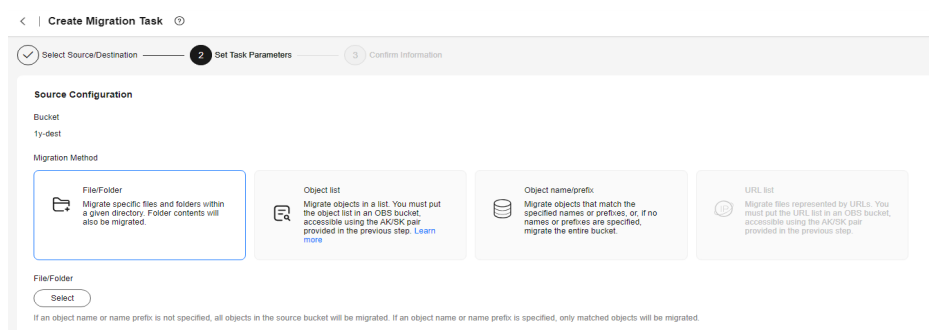 Create Migration Task
Select Source/Destination 2 Set Task Parameters 3 Confirm Information
Source Configuration
Bucket
1y-dest
Migration Method
File/Folder
Migrate specific files and folders within
a given directory. Folder contents will
also be migrated.
Object list
Migrate objects in a list. You must put
the object list in an OBS bucket,
accessible using the AK/SK pair
provided in the previous step. Learn
more
Object name/prefix
Migrate objects that match the
specified names or prefixes, or, if no
names or prefixes are specified,
migrate the entire bucket.
URL list
Migrate files represented by URLs. You
must put the URL list in an OBS bucket,
accessible using the AK/SK pair
provided in the previous step.
File/Folder
Select
If an object name or name prefix is not specified, all objects in the source bucket will be migrated. If an object name or name prefix is specified, only matched objects will be migrated.